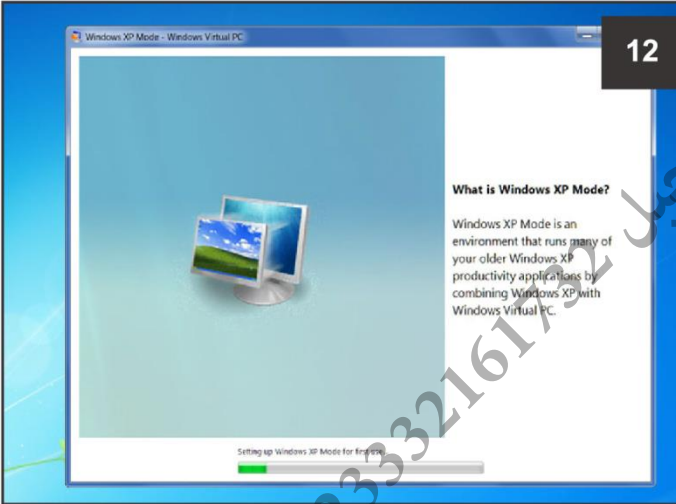 Windows XP Mode - Windows Virtual PC
12
What is Windows XP Mode?
Windows XP Mode is an
environment that runs many of
your older Windows XP
productivity applications by
combining Windows XP with
Windows Virtual PC.
Setting up Windows XP Mode for first use.